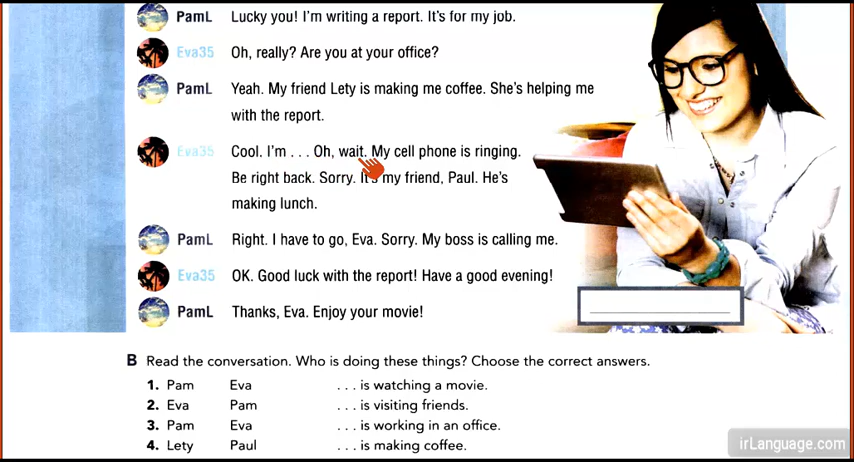 PamL Lucky you! I'm writing a report. It's for my job.
Eva35 Oh, really? Are you at your office?
PamL Yeah. My friend Lety is making me coffee. She's helping me
with the report.
Eva35 Cool. I'm . . . Oh, wait. My cell phone is ringing.
Be right back. Sorry. It's my friend, Paul. He's
making lunch.
PamL Right. I have to go, Eva. Sorry. My boss is calling me.
Eva35 OK. Good luck with the report! Have a good evening!
PamL Thanks, Eva. Enjoy your movie!
B Read the conversation. Who is doing these things? Choose the correct answers.
1. Pam Eva . . . is watching a movie.
2. Eva Pam . . . is visiting friends.
3. Pam Eva . . . is working in an office.
4. Lety Paul . . . is making coffee.
irLanguage.com